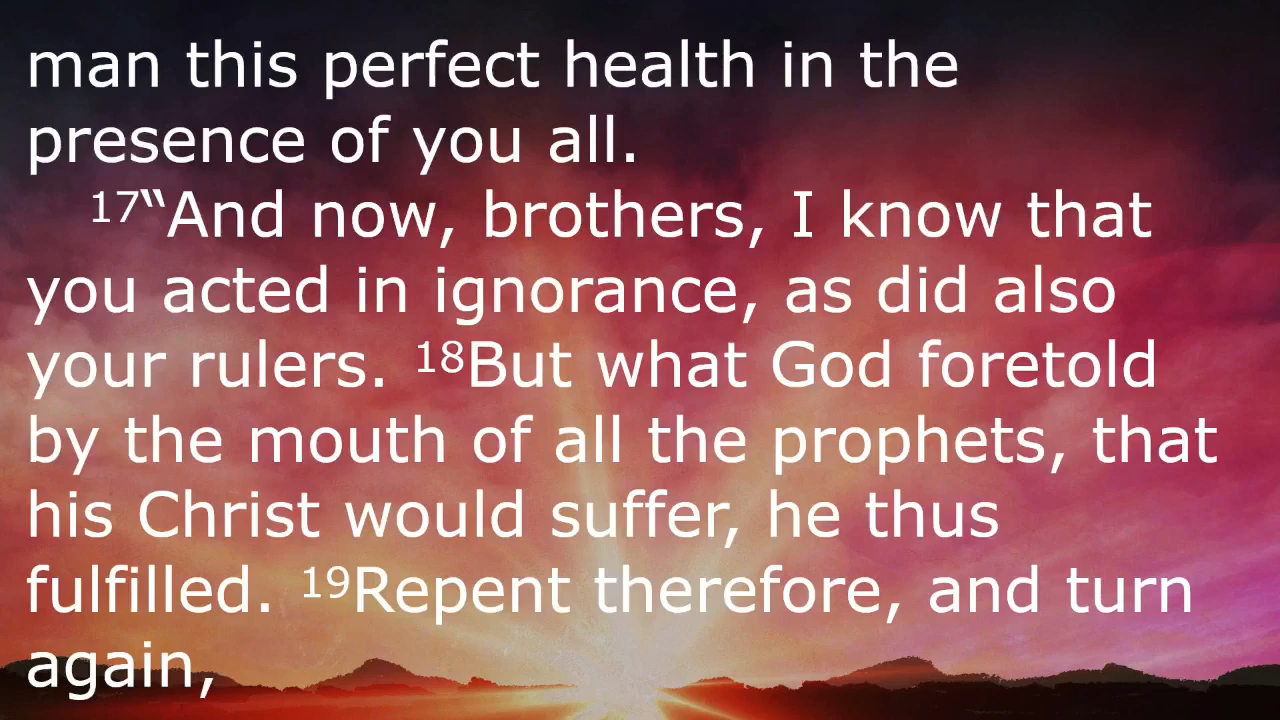 man this perfect health in the
presence of you all.
17“And now, brothers, I know that
you acted in ignorance, as did also
your rulers. 18But what God foretold
by the mouth of all the prophets, that
his Christ would suffer, he thus
fulfilled. 19Repent therefore, and turn
again,